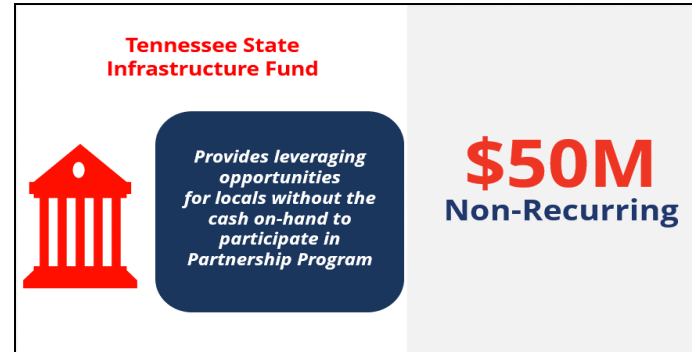 Tennessee State
Infrastructure Fund
Provides leveraging
opportunities
for locals without the
cash on-hand to
participate in
Partnership Program
$50M
Non-Recurring